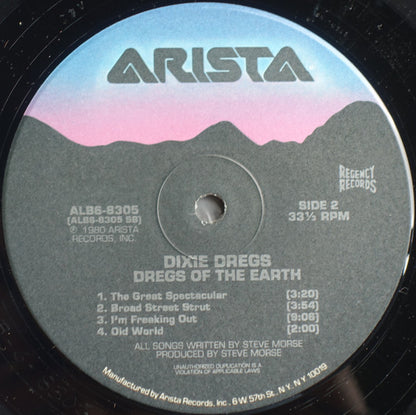 ARISTA
REGENCY
RECORDS
ALB6-8305
(ALB6-8305 SB)
℗ 1980 ARISTA
RECORDS, INC.
SIDE 2
33⅓ RPM
DIXIE DREGS
DREGS OF THE EARTH
1. The Great Spectacular (3:20)
2. Broad Street Strut (3:54)
3. I'm Freaking Out (9:08)
4. Old World (2:00)
ALL SONGS WRITTEN BY STEVE MORSE
PRODUCED BY STEVE MORSE
UNAUTHORIZED DUPLICATION IS A
VIOLATION OF APPLICABLE LAWS
Manufactured by Arista Records, Inc., 6 W 57th St., N.Y. N.Y. 10019